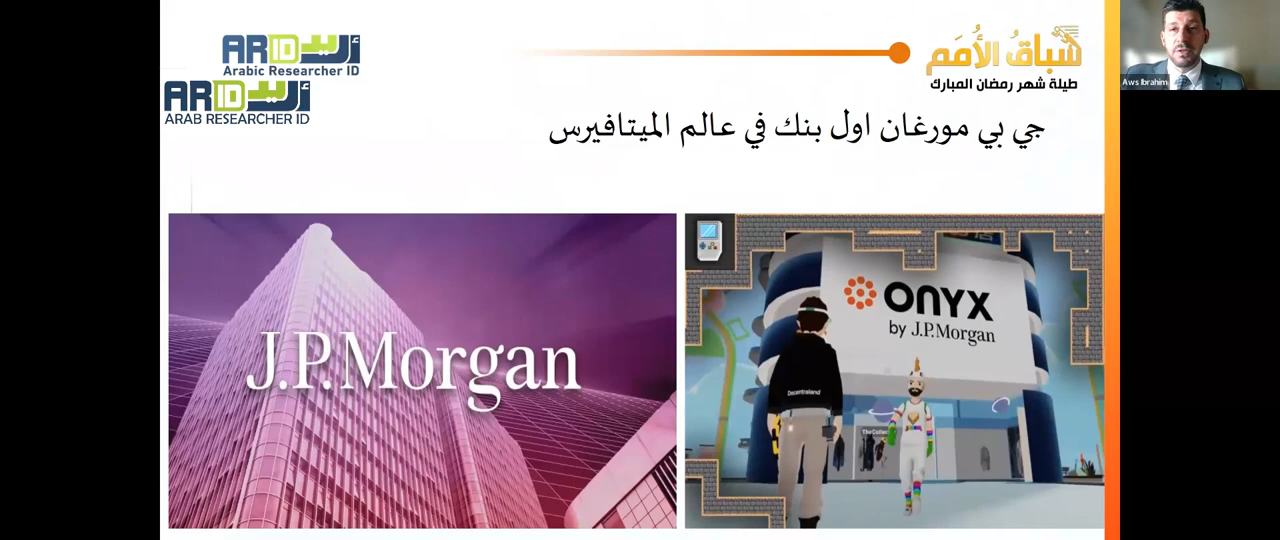 ARID أريد
Arabic Researcher ID
ARID أريد
ARAB RESEARCHER ID
سباقُ الأُمَم
طيلة شهر رمضان المبارك
Aws Ibrahim
جي بي مورغان اول بنك في عالم الميتافيرس
J.P.Morgan
onyx
by J.P.Morgan
Decentraland